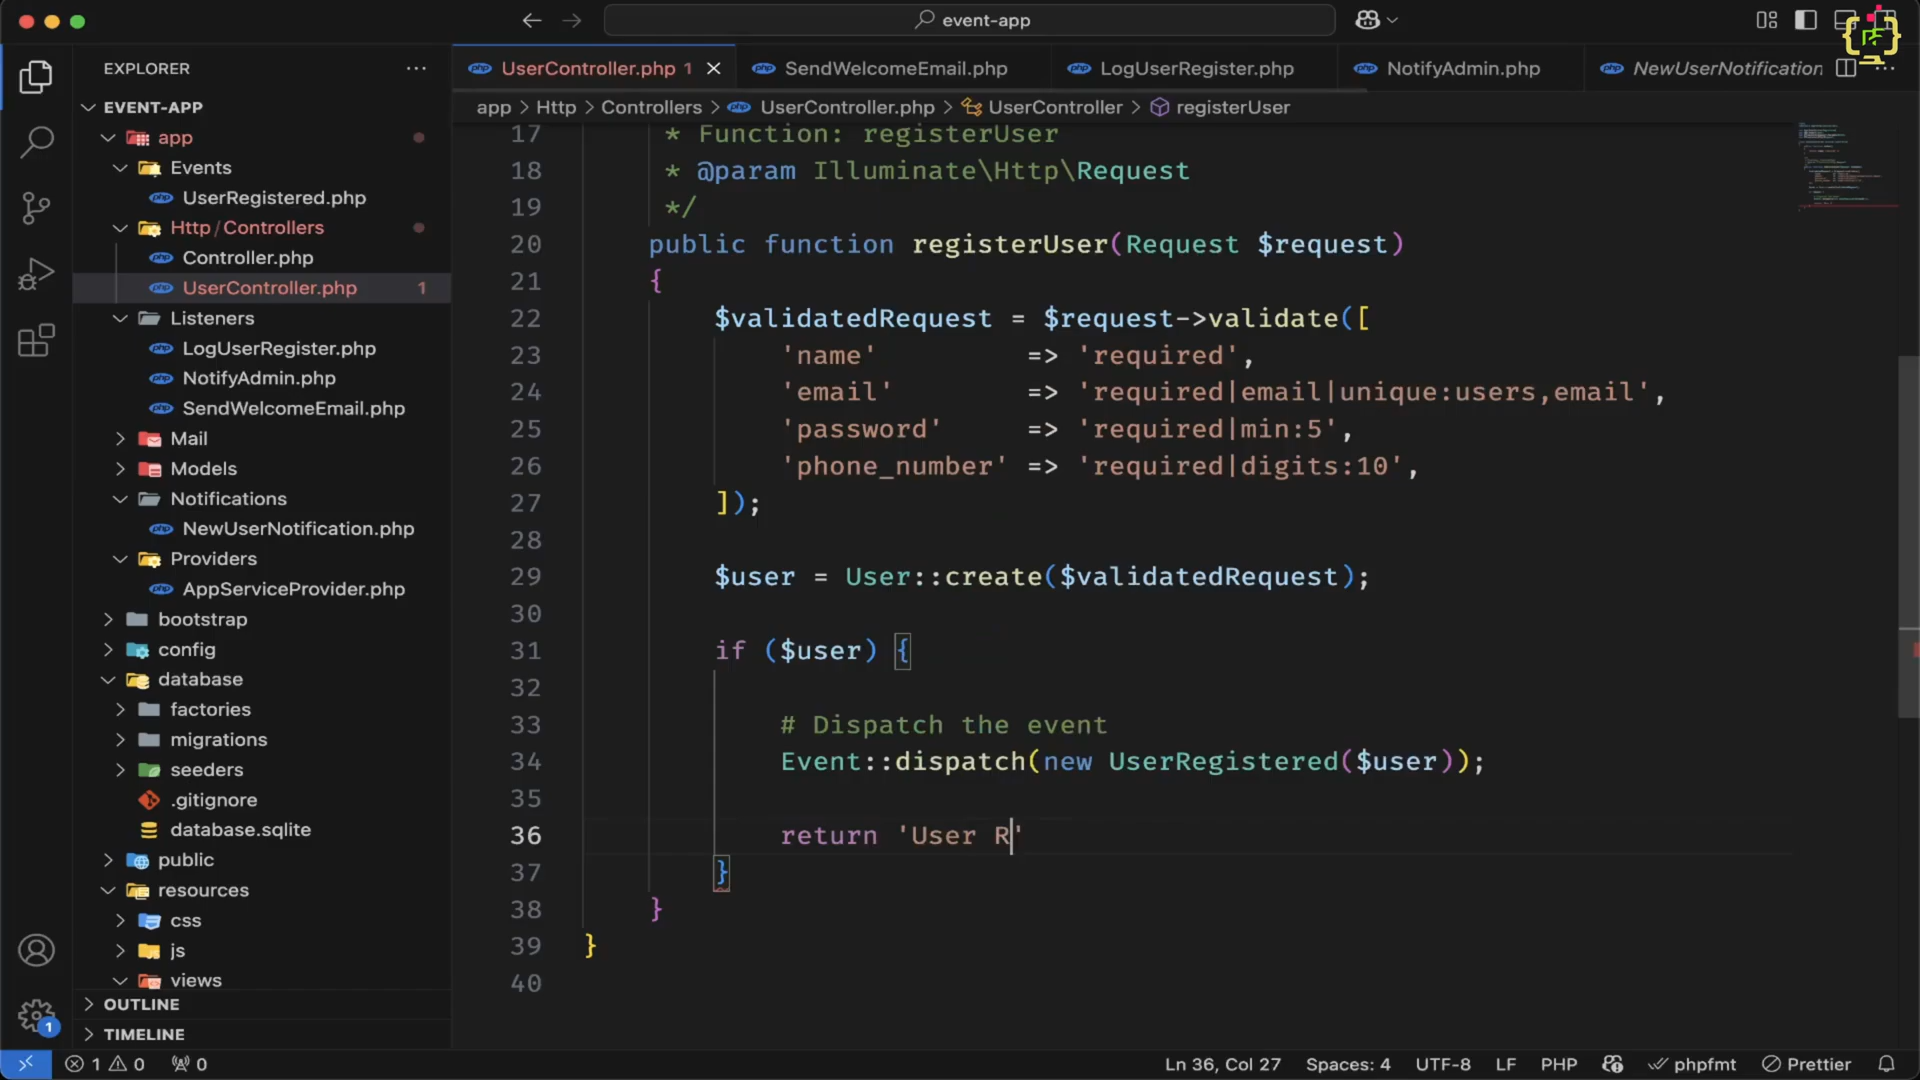 event-app
EXPLORER
EVENT-APP
app
Events
UserRegistered.php
Http / Controllers
Controller.php
UserController.php 1
Listeners
LogUserRegister.php
NotifyAdmin.php
SendWelcomeEmail.php
Mail
Models
Notifications
NewUserNotification.php
Providers
AppServiceProvider.php
bootstrap
config
database
factories
migrations
seeders
.gitignore
database.sqlite
public
resources
css
js
views
OUTLINE
TIMELINE
UserController.php 1 SendWelcomeEmail.php LogUserRegister.php NotifyAdmin.php NewUserNotification
app > Http > Controllers > UserController.php > UserController > registerUser
17 * Function: registerUser
18 * @param Illuminate\Http\Request
19 */
20 public function registerUser(Request $request)
21 {
22 $validatedRequest = $request->validate([
23 'name' => 'required',
24 'email' => 'required|email|unique:users,email',
25 'password' => 'required|min:5',
26 'phone_number' => 'required|digits:10',
27 ]);
28
29 $user = User::create($validatedRequest);
30
31 if ($user) {
32
33 # Dispatch the event
34 Event::dispatch(new UserRegistered($user));
35
36 return 'User R'
37 }
38 }
39 }
40
1
1 0 0 Ln 36, Col 27 Spaces: 4 UTF-8 LF PHP phpfmt Prettier